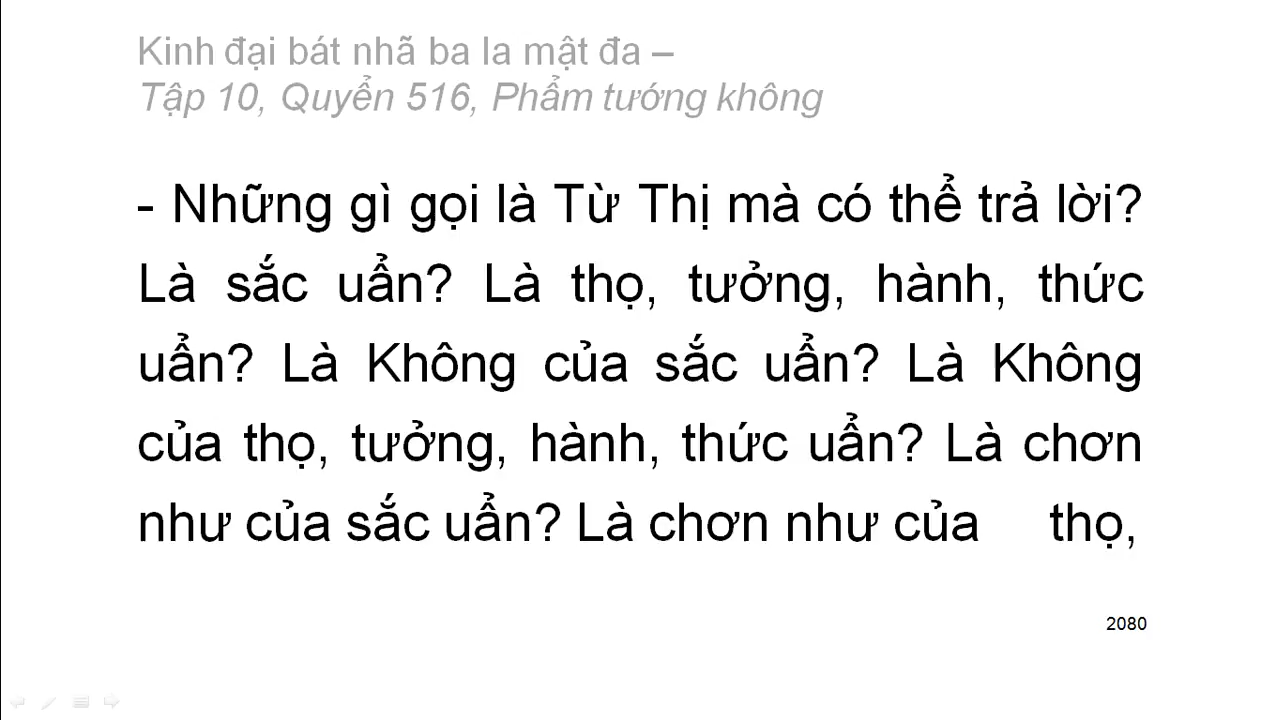 Kinh đại bát nhã ba la mật đa –
Tập 10, Quyển 516, Phẩm tướng không
- Những gì gọi là Từ Thị mà có thể trả lời?
Là sắc uẩn? Là thọ, tưởng, hành, thức
uẩn? Là Không của sắc uẩn? Là Không
của thọ, tưởng, hành, thức uẩn? Là chơn
như của sắc uẩn? Là chơn như của thọ,
2080